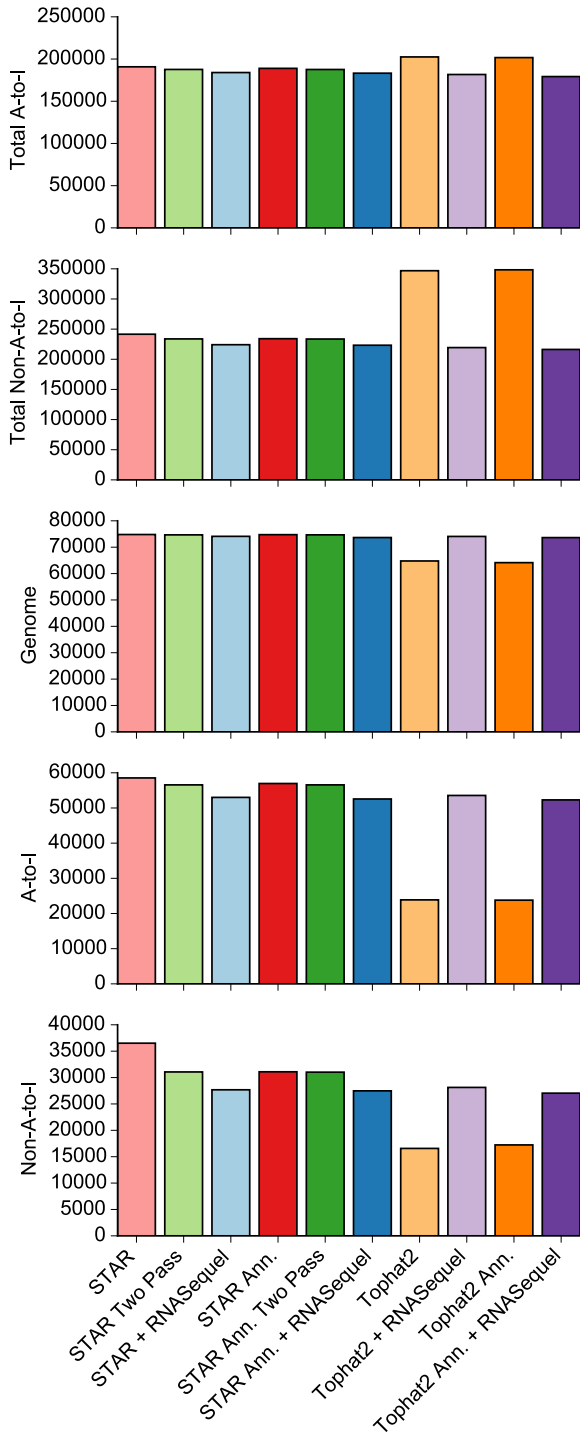 250000
200000
150000
100000
50000
0
Total A-to-I
350000
300000
250000
200000
150000
100000
50000
0
Total Non-A-to-I
80000
70000
60000
50000
40000
30000
20000
10000
0
Genome
60000
50000
40000
30000
20000
10000
0
A-to-I
40000
35000
30000
25000
20000
15000
10000
5000
0
Non-A-to-I
STAR
STAR Two Pass
STAR + RNASequel
STAR Ann.
STAR Ann. Two Pass
STAR Ann. + RNASequel
Tophat2
Tophat2 + RNASequel
Tophat2 Ann.
Tophat2 Ann. + RNASequel